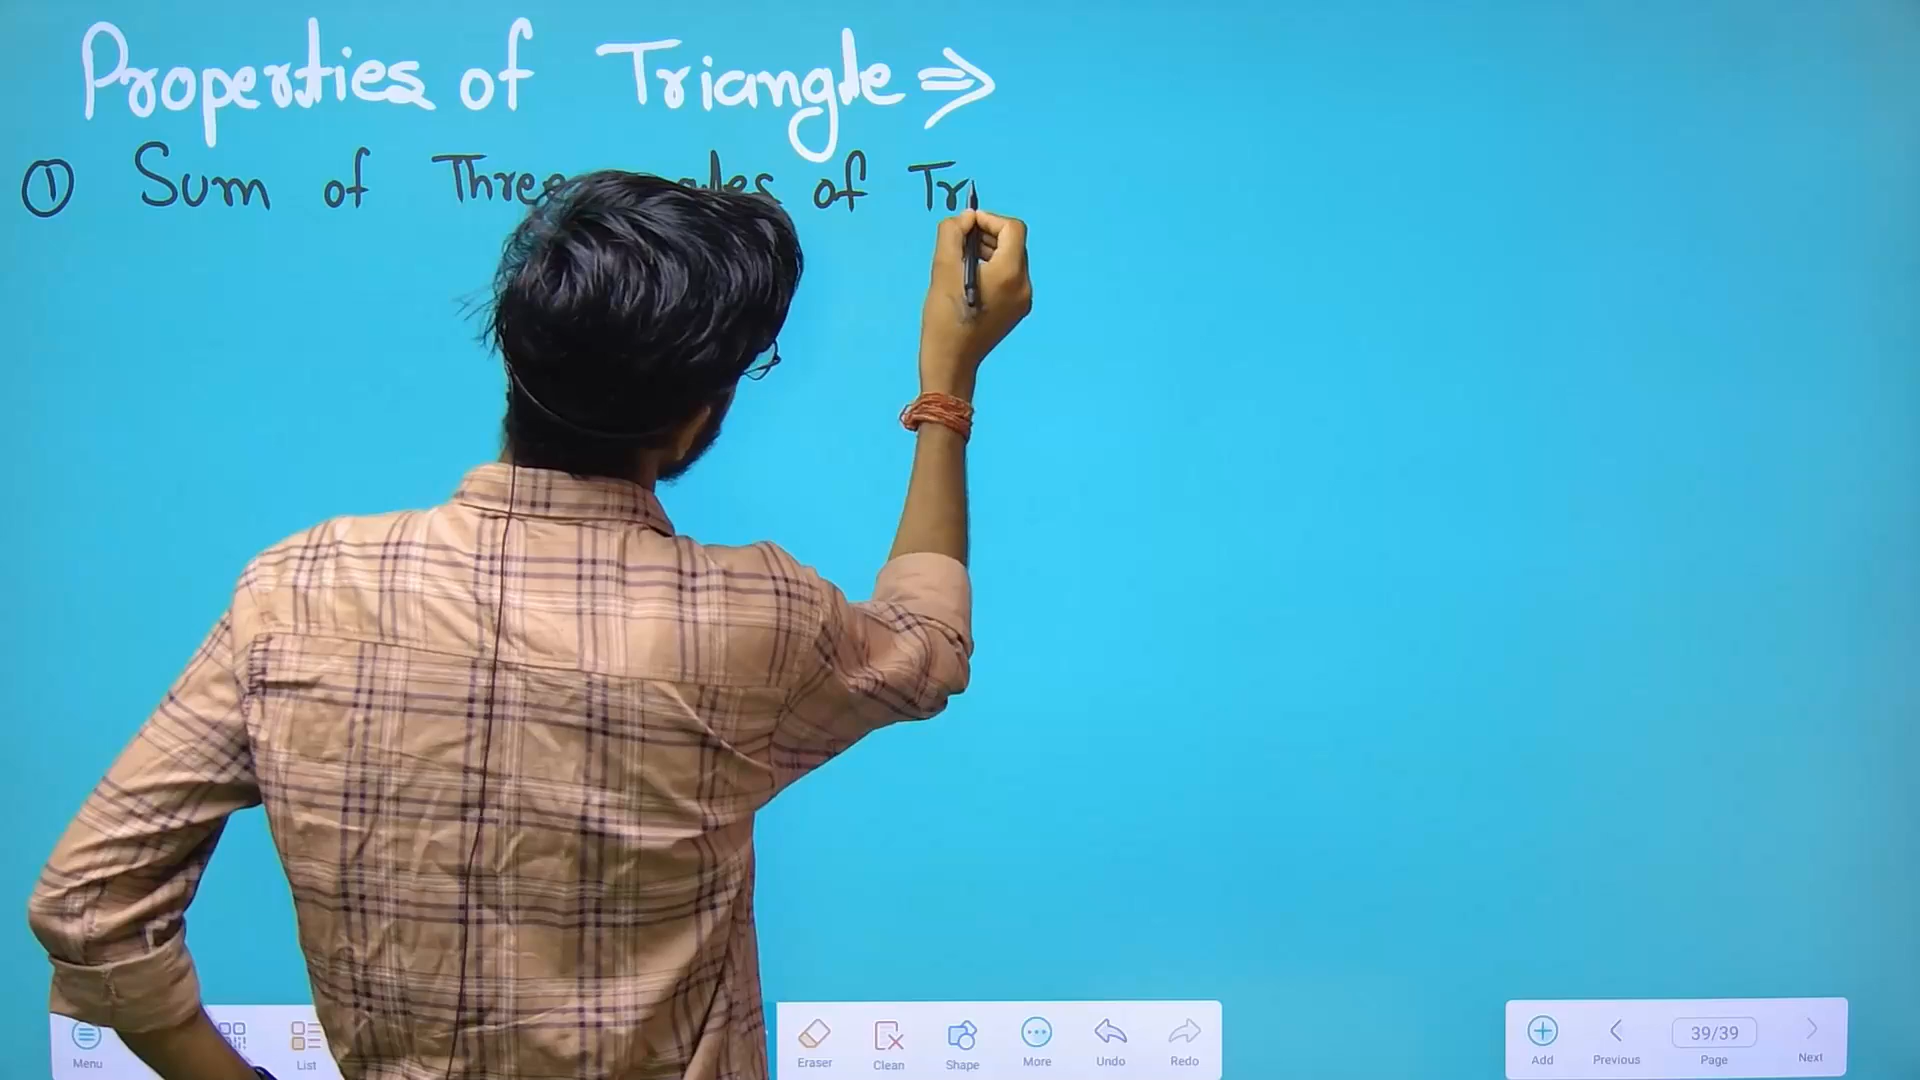 Properties of Triangle ⇒
① Sum of Three of Tr
Menu List Eraser Clean Shape More Undo Redo Add Previous 39/39 Page Next